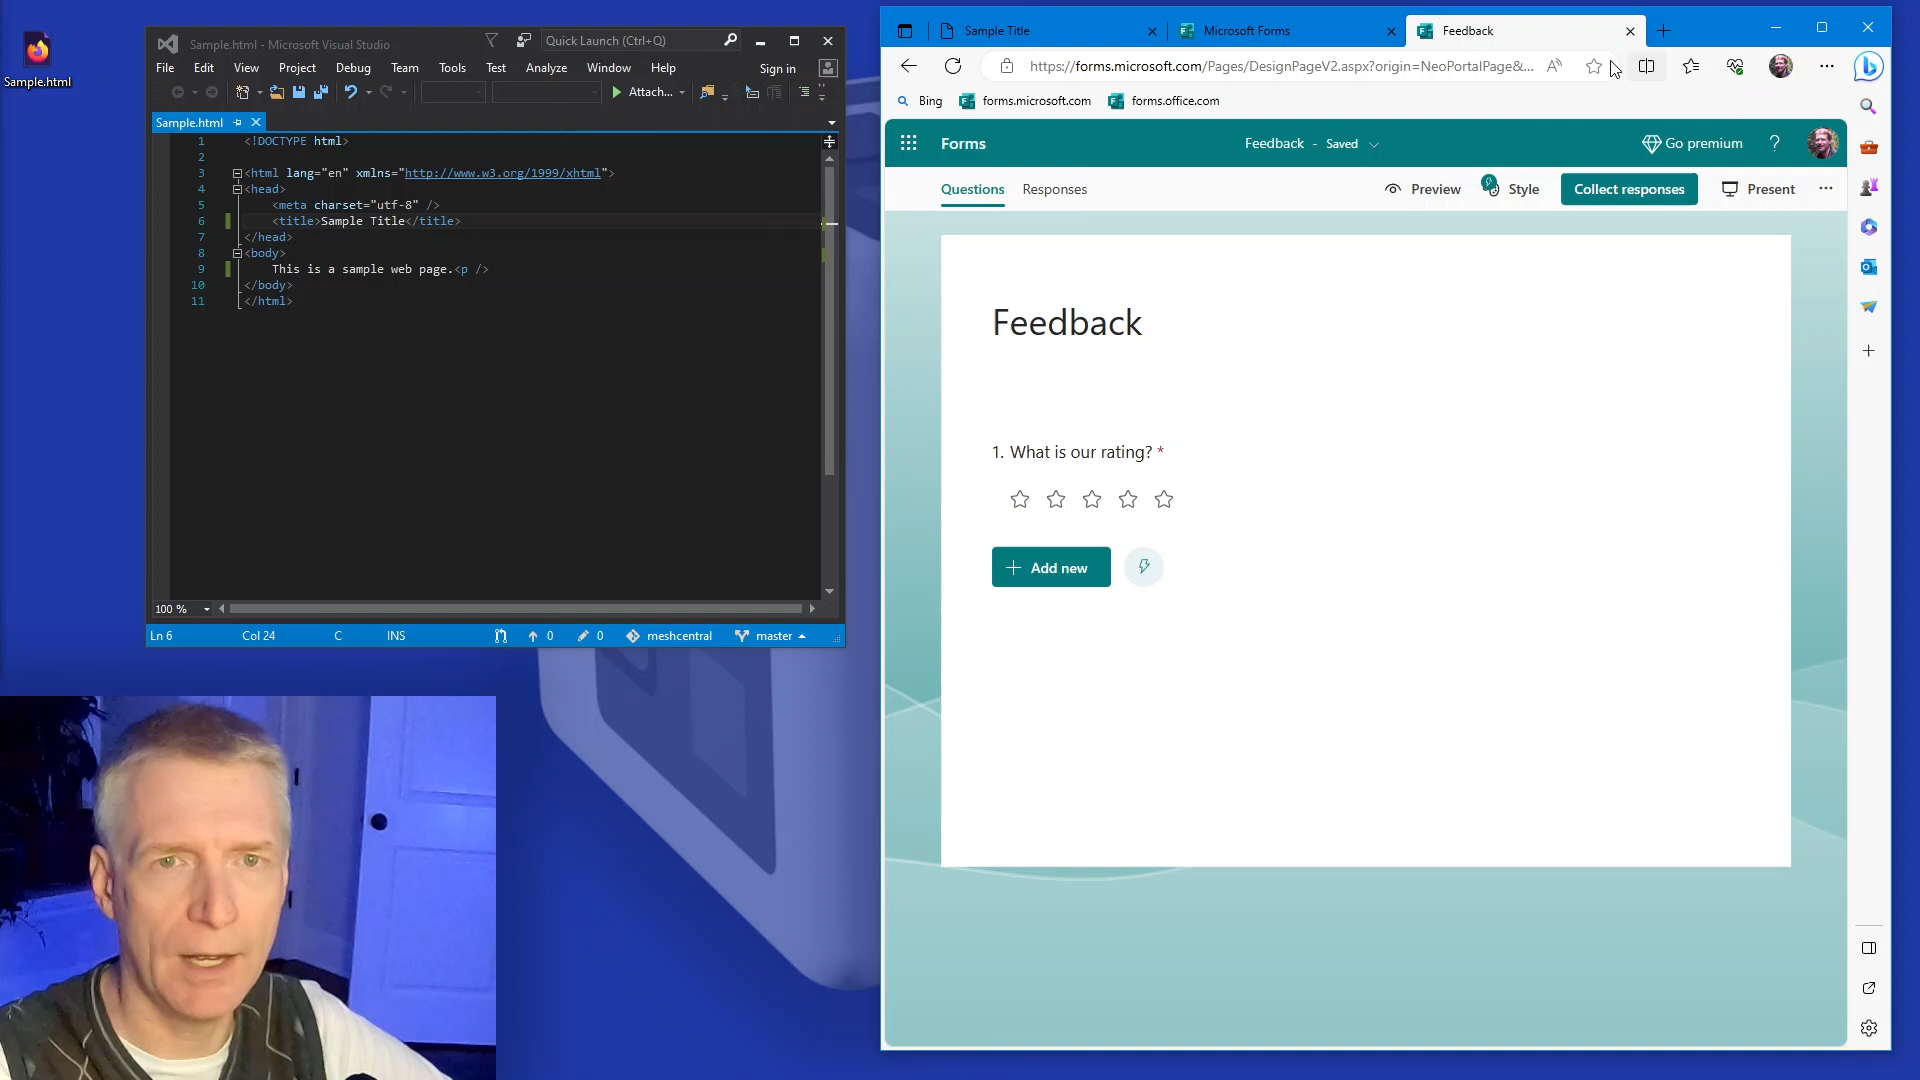 Sample.html
Sample.html - Microsoft Visual Studio
Quick Launch (Ctrl+Q)
File Edit View Project Debug Team Tools Test Analyze Window Help Sign in
Attach...
Sample.html
1 <!DOCTYPE html>
2
3 <html lang="en" xmlns="http://www.w3.org/1999/xhtml">
4 <head>
5 <meta charset="utf-8" />
6 <title>Sample Title</title>
7 </head>
8 <body>
9 This is a sample web page.<p />
10 </body>
11 </html>
100 %
Ln 6 Col 24 C INS 0 0 meshcentral master
Sample Title
Microsoft Forms
Feedback
https://forms.microsoft.com/Pages/DesignPageV2.aspx?origin=NeoPortalPage&...
Bing forms.microsoft.com forms.office.com
Forms
Feedback - Saved
Go premium ?
Questions Responses
Preview Style Collect responses Present
Feedback
1. What is our rating? *
Add new